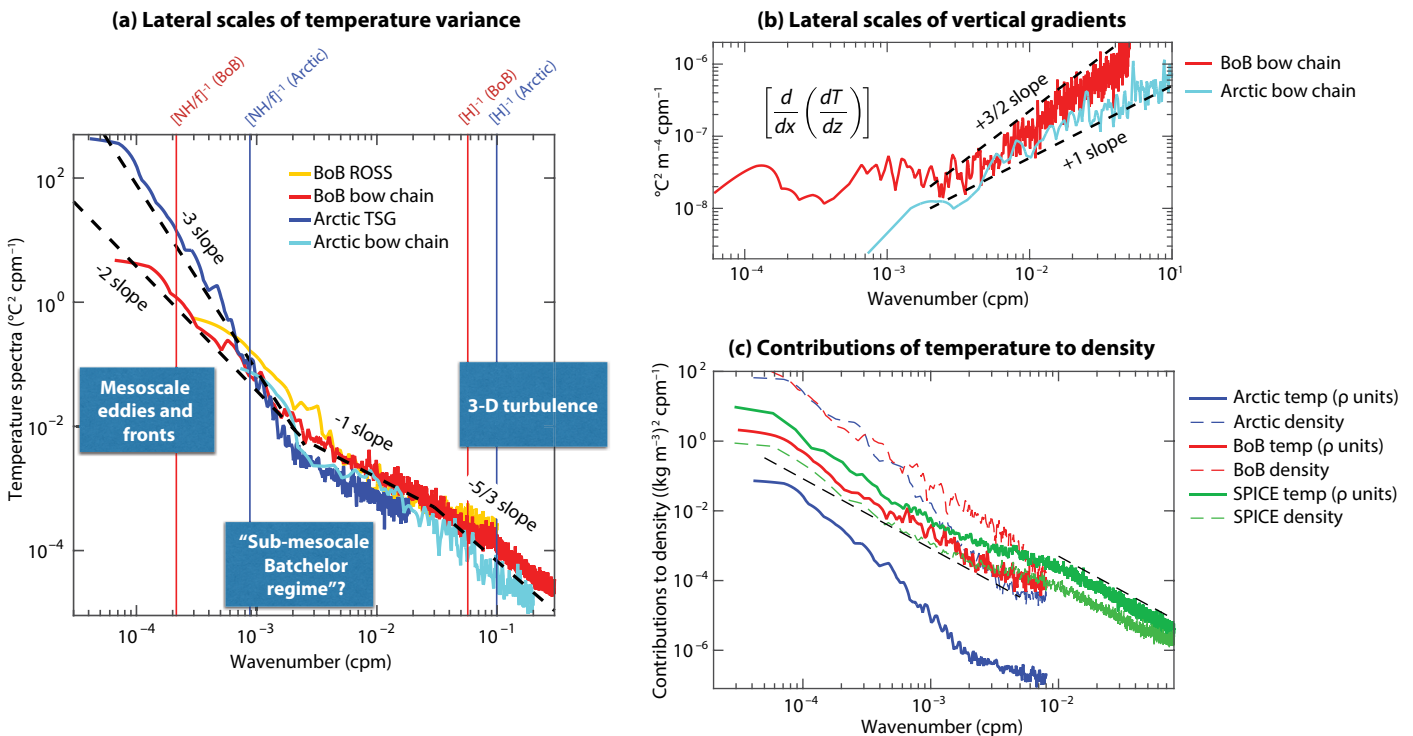 (a) Lateral scales of temperature variance
[NH/f]-1 (BoB)
[NH/f]-1 (Arctic)
[H]-1 (BoB)
[H]-1 (Arctic)
10²
10⁰
10⁻²
10⁻⁴
Temperature spectra (°C² cpm⁻¹)
BoB ROSS
BoB bow chain
Arctic TSG
Arctic bow chain
-3 slope
-2 slope
-1 slope
-5/3 slope
Mesoscale
eddies and
fronts
3-D turbulence
“Sub-mesocale
Batchelor
regime”?
10⁻⁴
10⁻³
10⁻²
10⁻¹
Wavenumber (cpm)
(b) Lateral scales of vertical gradients
10⁻⁶
10⁻⁷
10⁻⁸
°C² m⁻⁴ cpm⁻¹
[d/dx (dT/dz)]
+3/2 slope
+1 slope
BoB bow chain
Arctic bow chain
10⁻⁴
10⁻³
10⁻²
10¹
Wavenumber (cpm)
(c) Contributions of temperature to density
10²
10⁰
10⁻²
10⁻⁴
10⁻⁶
Contributions to density ((kg m⁻³)² cpm⁻¹)
Arctic temp (ρ units)
Arctic density
BoB temp (ρ units)
BoB density
SPICE temp (ρ units)
SPICE density
10⁻⁴
10⁻³
10⁻²
Wavenumber (cpm)